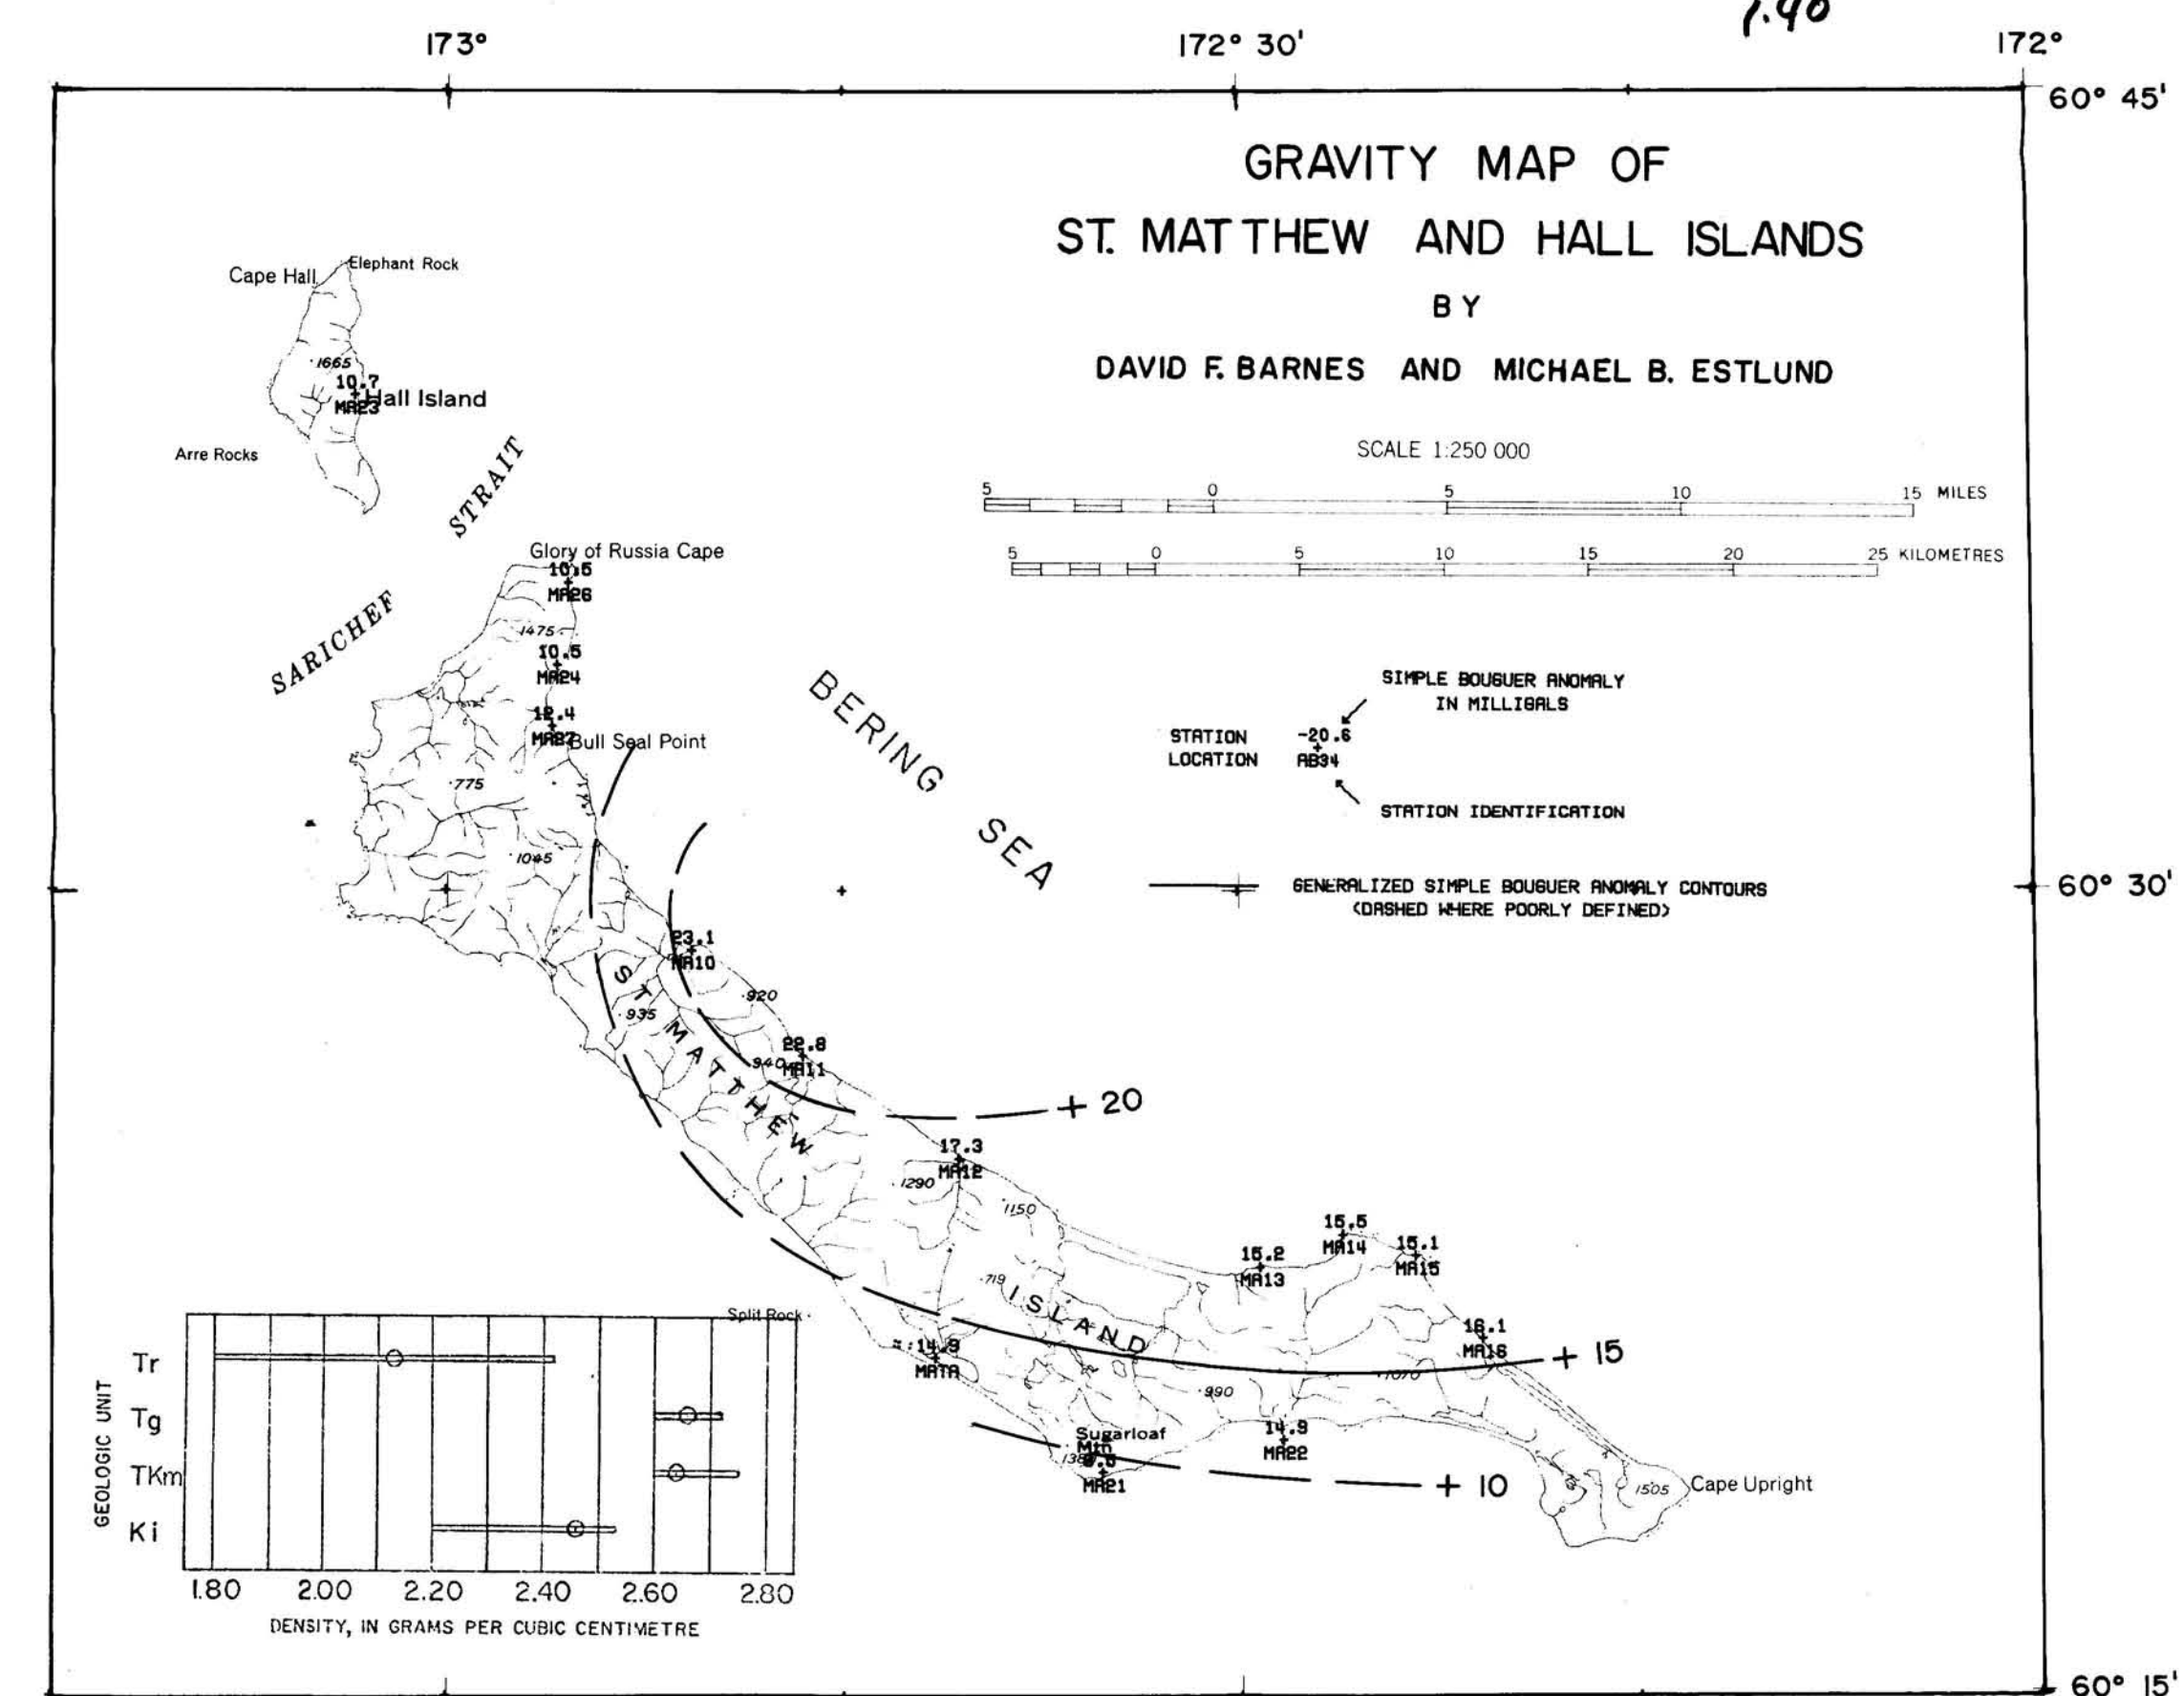 1.40
173°
172° 30'
172°
60° 45'
GRAVITY MAP OF
ST. MATTHEW AND HALL ISLANDS
BY
DAVID F. BARNES AND MICHAEL B. ESTLUND
SCALE 1:250 000
5 0 5 10 15 MILES
5 0 5 10 15 20 25 KILOMETRES
Elephant Rock
Cape Hall
1665
10.7
MA23
Hall Island
Arre Rocks
SARICHEF STRAIT
Glory of Russia Cape
10.5
MA26
1475
10.5
MA24
12.4
Bull Seal Point
775
1045
BERING SEA
SIMPLE BOUGUER ANOMALY
IN MILLIGALS
STATION
LOCATION
-20.6
AB34
STATION IDENTIFICATION
GENERALIZED SIMPLE BOUGUER ANOMALY CONTOURS
(DASHED WHERE POORLY DEFINED)
60° 30'
23.1
MA10
920
935
22.8
940
MA11
ST MATTHEW ISLAND
+ 20
17.3
MA12
1290
1150
15.5
MA14
15.1
MA15
15.2
MA13
719
16.1
MA16
+ 15
14.9
MATA
1070
990
14.9
MA22
Sugarloaf
Mtn
MA21
+ 10
1505
Cape Upright
Split Rock
GEOLOGIC UNIT
Tr
Tg
TKm
Ki
1.80 2.00 2.20 2.40 2.60 2.80
DENSITY, IN GRAMS PER CUBIC CENTIMETRE
60° 15'